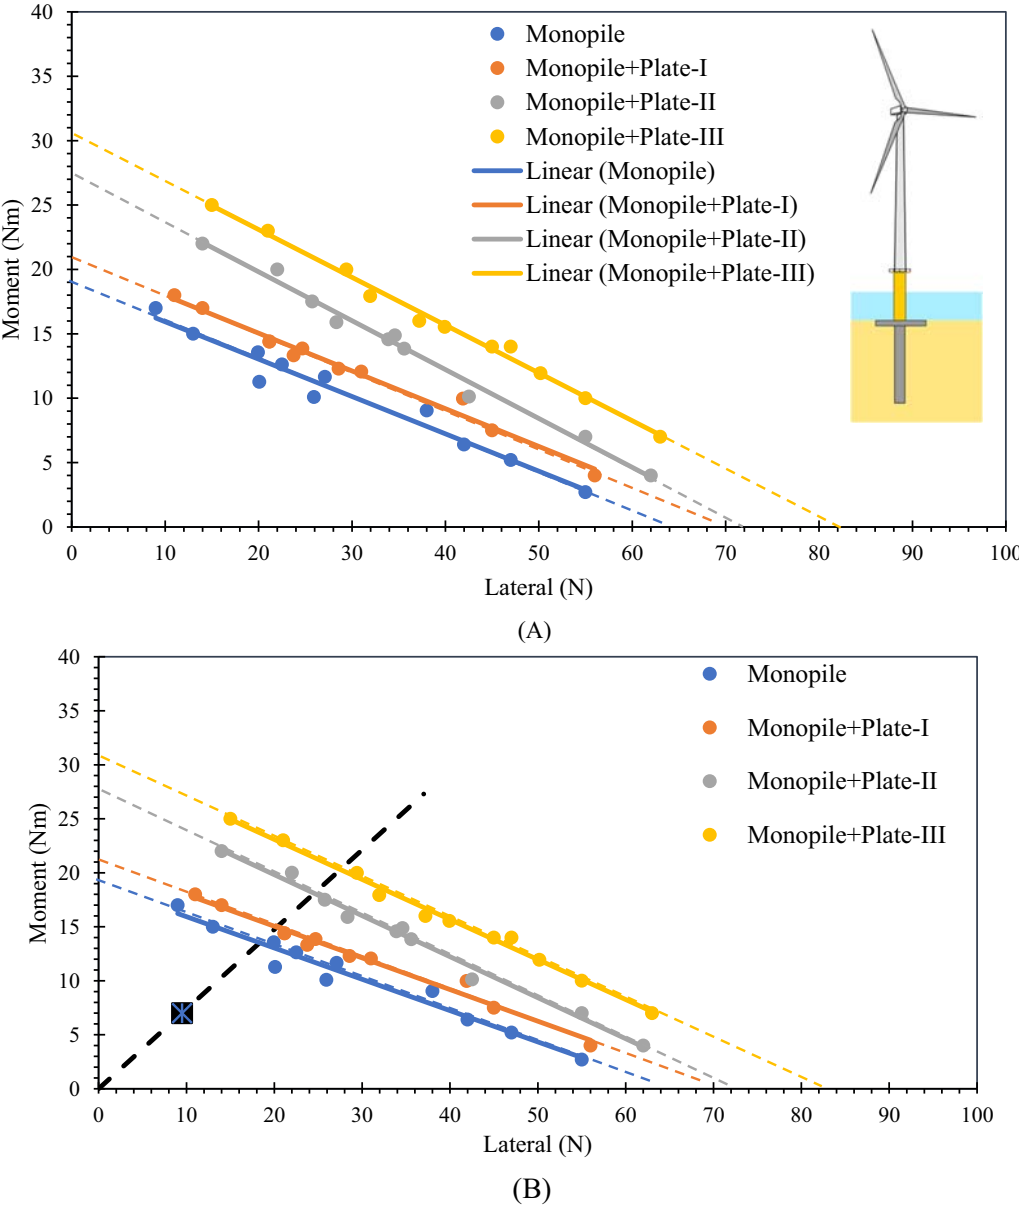 40
35
30
25
20
15
10
5
0
Moment (Nm)
Monopile
Monopile+Plate-I
Monopile+Plate-II
Monopile+Plate-III
Linear (Monopile)
Linear (Monopile+Plate-I)
Linear (Monopile+Plate-II)
Linear (Monopile+Plate-III)
0 10 20 30 40 50 60 70 80 90 100
Lateral (N)
(A)
40
35
30
25
20
15
10
5
0
Moment (Nm)
Monopile
Monopile+Plate-I
Monopile+Plate-II
Monopile+Plate-III
0 10 20 30 40 50 60 70 80 90 100
Lateral (N)
(B)